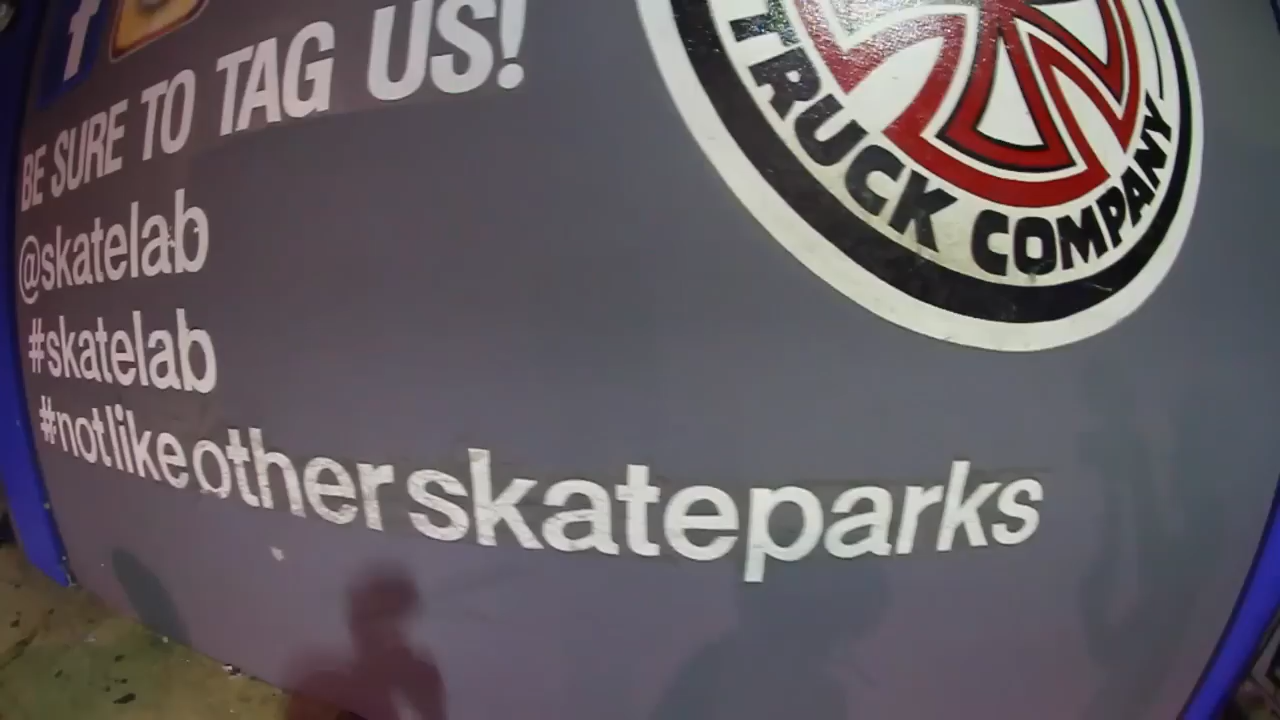 f
BE SURE TO TAG US!
@skatelab
#skatelab
#notlikeotherskateparks
TRUCK COMPANY